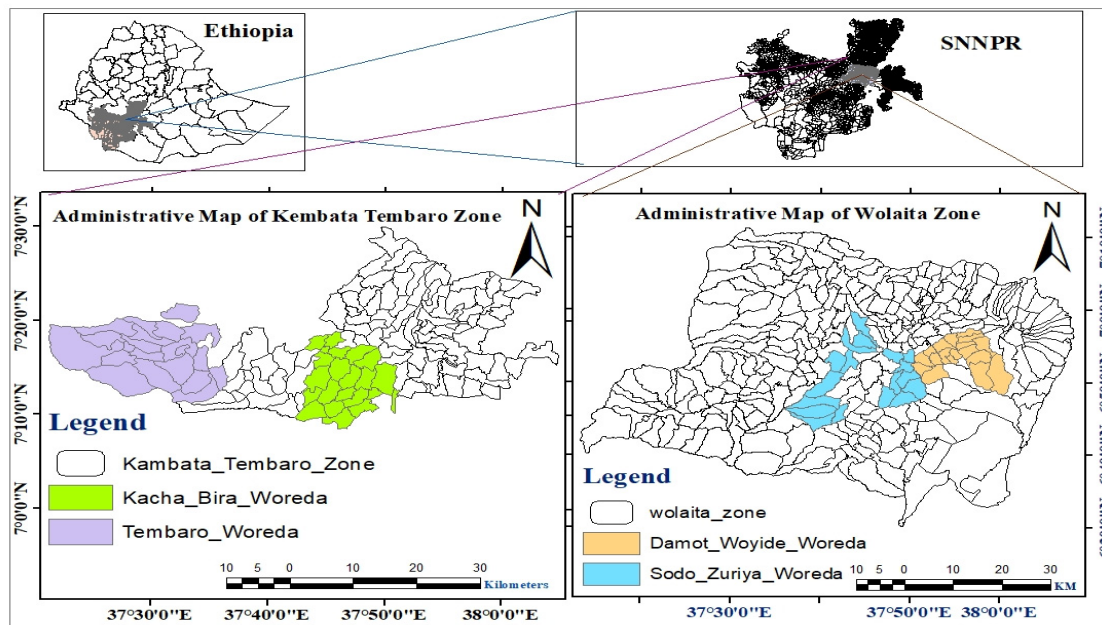 Ethiopia
SNNPR
Administrative Map of Kembata Tembaro Zone
N
7°30'0"N
7°20'0"N
7°10'0"N
7°0'0"N
Legend
Kambata_Tembaro_Zone
Kacha_Bira_Woreda
Tembaro_Woreda
10 5 0 10 20 30
Kilometers
37°30'0"E 37°40'0"E 37°50'0"E 38°0'0"E
Administrative Map of Wolaita Zone
N
Legend
wolaita_zone
Damot_Woyide_Woreda
Sodo_Zuriya_Woreda
10 5 0 10 20 30
KM
37°30'0"E 37°50'0"E 38°0'0"E